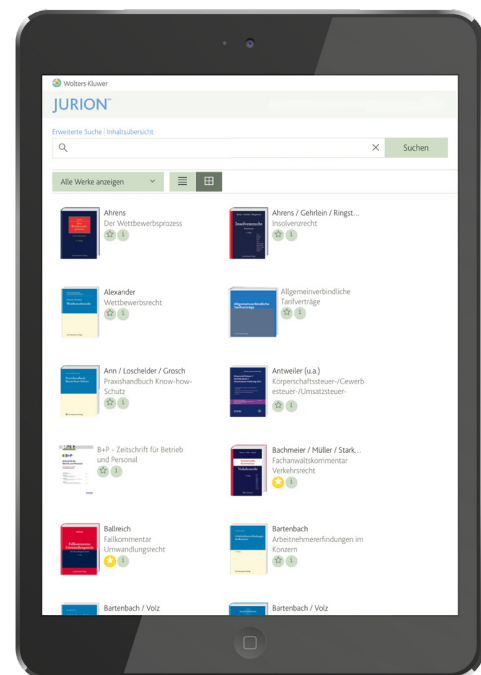 Wolters Kluwer
JURION™
Erweiterte Suche | Inhaltsübersicht
Suchen
Alle Werke anzeigen
Ahrens
Der Wettbewerbsprozess
Ahrens / Gehrlein / Ringst...
Insolvenzrecht
Alexander
Wettbewerbsrecht
Allgemeinverbindliche
Tarifverträge
Ann / Loschelder / Grosch
Praxishandbuch Know-how-
Schutz
Antweiler (u.a.)
Körperschaftssteuer-/Gewerb
esteuer-/Umsatzsteuer-
B+P - Zeitschrift für Betrieb
und Personal
Bachmeier / Müller / Stark...
Fachanwaltskommentar
Verkehrsrecht
Ballreich
Fallkommentar
Umwandlungsrecht
Bartenbach
Arbeitnehmererfindungen im
Konzern
Bartenbach / Volz
Bartenbach / Volz